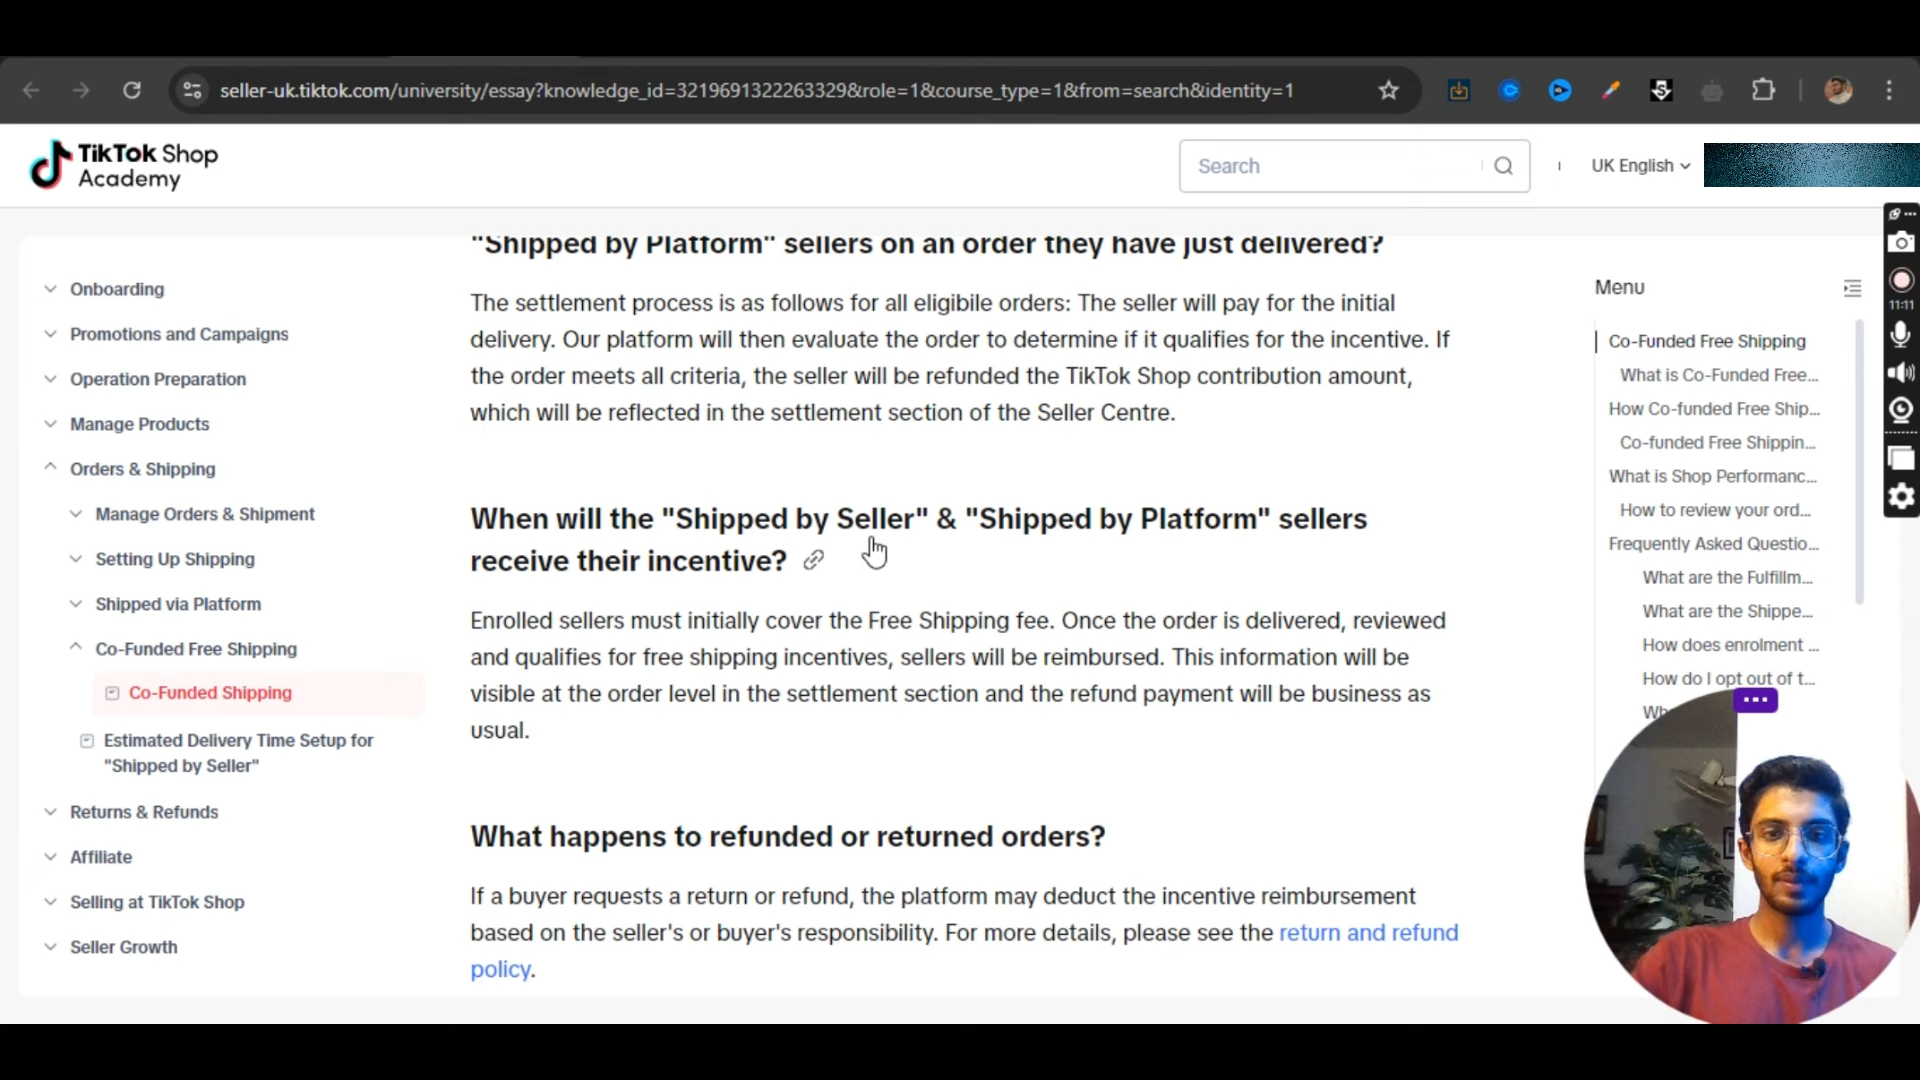 seller-uk.tiktok.com/university/essay?knowledge_id=3219691322263329&role=1&course_type=1&from=search&identity=1
TikTok Shop
Academy
Search
UK English
Onboarding
Promotions and Campaigns
Operation Preparation
Manage Products
Orders & Shipping
Manage Orders & Shipment
Setting Up Shipping
Shipped via Platform
Co-Funded Free Shipping
Co-Funded Shipping
Estimated Delivery Time Setup for
"Shipped by Seller"
Returns & Refunds
Affiliate
Selling at TikTok Shop
Seller Growth
"Shipped by Platform" sellers on an order they have just delivered?
The settlement process is as follows for all eligibile orders: The seller will pay for the initial
delivery. Our platform will then evaluate the order to determine if it qualifies for the incentive. If
the order meets all criteria, the seller will be refunded the TikTok Shop contribution amount,
which will be reflected in the settlement section of the Seller Centre.
When will the "Shipped by Seller" & "Shipped by Platform" sellers
receive their incentive?
Enrolled sellers must initially cover the Free Shipping fee. Once the order is delivered, reviewed
and qualifies for free shipping incentives, sellers will be reimbursed. This information will be
visible at the order level in the settlement section and the refund payment will be business as
usual.
What happens to refunded or returned orders?
If a buyer requests a return or refund, the platform may deduct the incentive reimbursement
based on the seller's or buyer's responsibility. For more details, please see the return and refund
policy.
Menu
Co-Funded Free Shipping
What is Co-Funded Free...
How Co-funded Free Ship...
Co-funded Free Shippin...
What is Shop Performanc...
How to review your ord...
Frequently Asked Questio...
What are the Fulfillm...
What are the Shippe...
How does enrolment ...
How do I opt out of t...
11:11